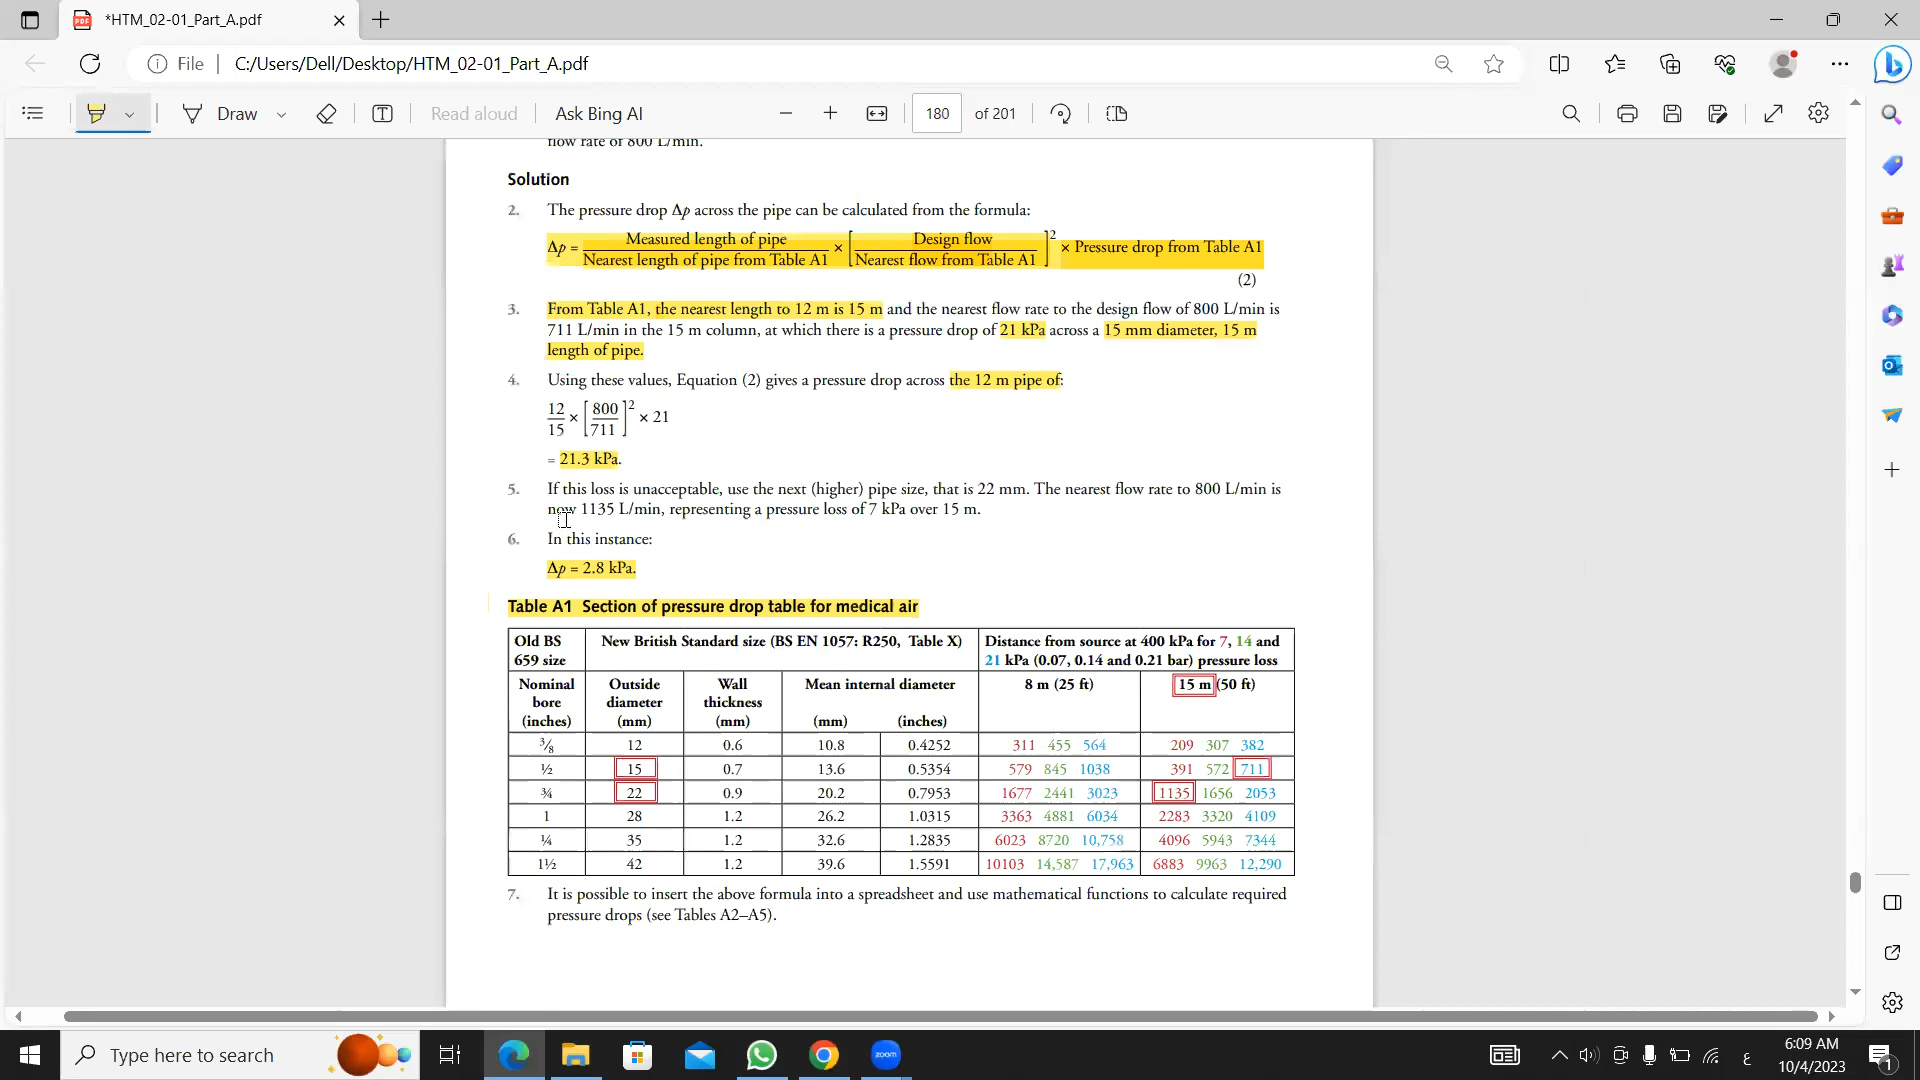 *HTM_02-01_Part_A.pdf
File C:/Users/Dell/Desktop/HTM_02-01_Part_A.pdf
Draw Read aloud Ask Bing AI 180 of 201
flow rate of 800 L/min.
Solution
2. The pressure drop Δp across the pipe can be calculated from the formula:
Δp = Measured length of pipe / Nearest length of pipe from Table A1 × [Design flow / Nearest flow from Table A1]² × Pressure drop from Table A1
(2)
3. From Table A1, the nearest length to 12 m is 15 m and the nearest flow rate to the design flow of 800 L/min is
711 L/min in the 15 m column, at which there is a pressure drop of 21 kPa across a 15 mm diameter, 15 m
length of pipe.
4. Using these values, Equation (2) gives a pressure drop across the 12 m pipe of:
12/15 × [800/711]² × 21
= 21.3 kPa.
5. If this loss is unacceptable, use the next (higher) pipe size, that is 22 mm. The nearest flow rate to 800 L/min is
now 1135 L/min, representing a pressure loss of 7 kPa over 15 m.
6. In this instance:
Δp = 2.8 kPa.
Table A1 Section of pressure drop table for medical air
Old BS 659 size New British Standard size (BS EN 1057: R250, Table X) Distance from source at 400 kPa for 7, 14 and 21 kPa (0.07, 0.14 and 0.21 bar) pressure loss
Nominal bore (inches) Outside diameter (mm) Wall thickness (mm) Mean internal diameter (mm) (inches) 8 m (25 ft) 15 m (50 ft)
3/8 12 0.6 10.8 0.4252 311 455 564 209 307 382
½ 15 0.7 13.6 0.5354 579 845 1038 391 572 711
¾ 22 0.9 20.2 0.7953 1677 2441 3023 1135 1656 2053
1 28 1.2 26.2 1.0315 3363 4881 6034 2283 3320 4109
¼ 35 1.2 32.6 1.2835 6023 8720 10,758 4096 5943 7344
1½ 42 1.2 39.6 1.5591 10103 14,587 17,963 6883 9963 12,290
7. It is possible to insert the above formula into a spreadsheet and use mathematical functions to calculate required
pressure drops (see Tables A2–A5).
Type here to search
zoom
ع
6:09 AM
10/4/2023
1